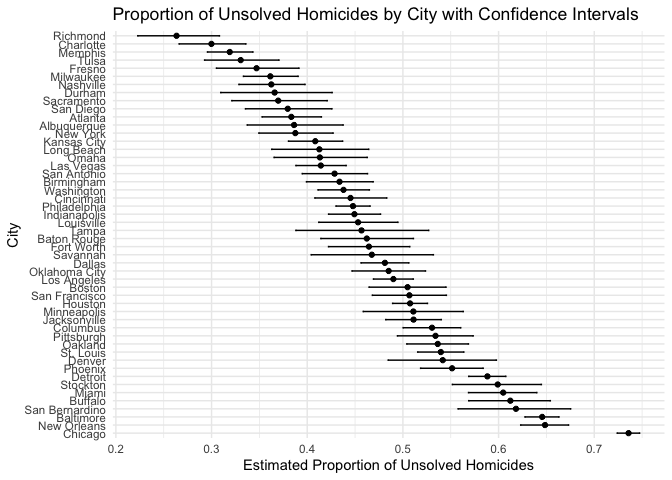 Proportion of Unsolved Homicides by City with Confidence Intervals
City
Richmond
Charlotte
Memphis
Tulsa
Fresno
Milwaukee
Nashville
Durham
Sacramento
San Diego
Atlanta
Albuquerque
New York
Kansas City
Long Beach
Omaha
Las Vegas
San Antonio
Birmingham
Washington
Cincinnati
Philadelphia
Indianapolis
Louisville
Tampa
Baton Rouge
Fort Worth
Savannah
Dallas
Oklahoma City
Los Angeles
Boston
San Francisco
Houston
Minneapolis
Jacksonville
Columbus
Pittsburgh
Oakland
St. Louis
Denver
Phoenix
Detroit
Stockton
Miami
Buffalo
San Bernardino
Baltimore
New Orleans
Chicago
0.2 0.3 0.4 0.5 0.6 0.7
Estimated Proportion of Unsolved Homicides